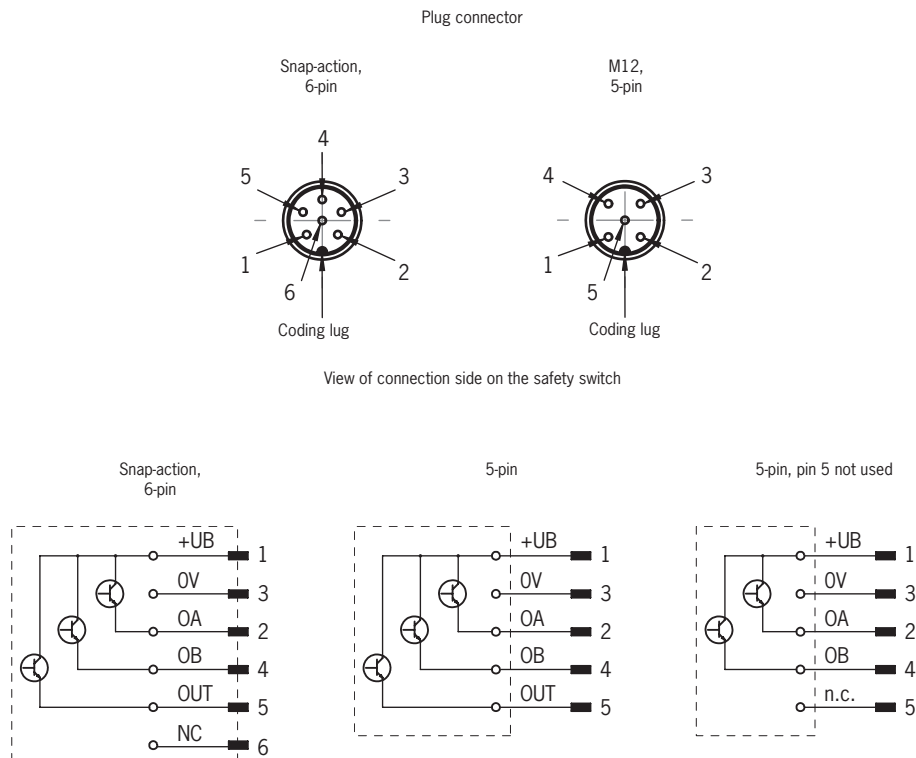 Plug connector
Snap-action,
6-pin
M12,
5-pin
4
5
3
1
2
6
Coding lug
4
3
1
2
5
Coding lug
View of connection side on the safety switch
Snap-action,
6-pin
+UB 1
0V 3
OA 2
OB 4
OUT 5
NC 6
5-pin
+UB 1
0V 3
OA 2
OB 4
OUT 5
5-pin, pin 5 not used
+UB 1
0V 3
OA 2
OB 4
n.c. 5